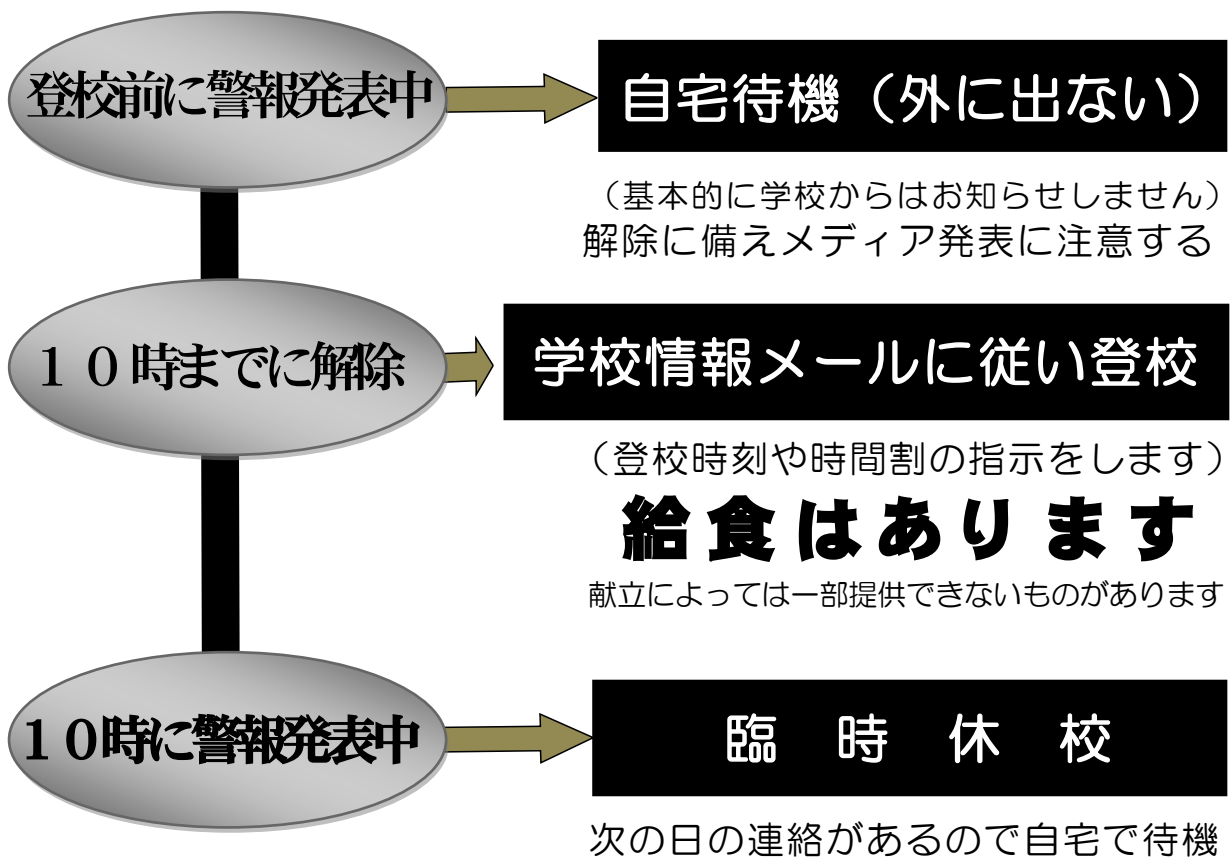 登校前に警報発表中
自宅待機（外に出ない）
（基本的に学校からはお知らせしません）
解除に備えメディア発表に注意する
１０時までに解除
学校情報メールに従い登校
（登校時刻や時間割の指示をします）
給食はあります
献立によっては一部提供できないものがあります
１０時に警報発表中
臨時休校
次の日の連絡があるので自宅で待機